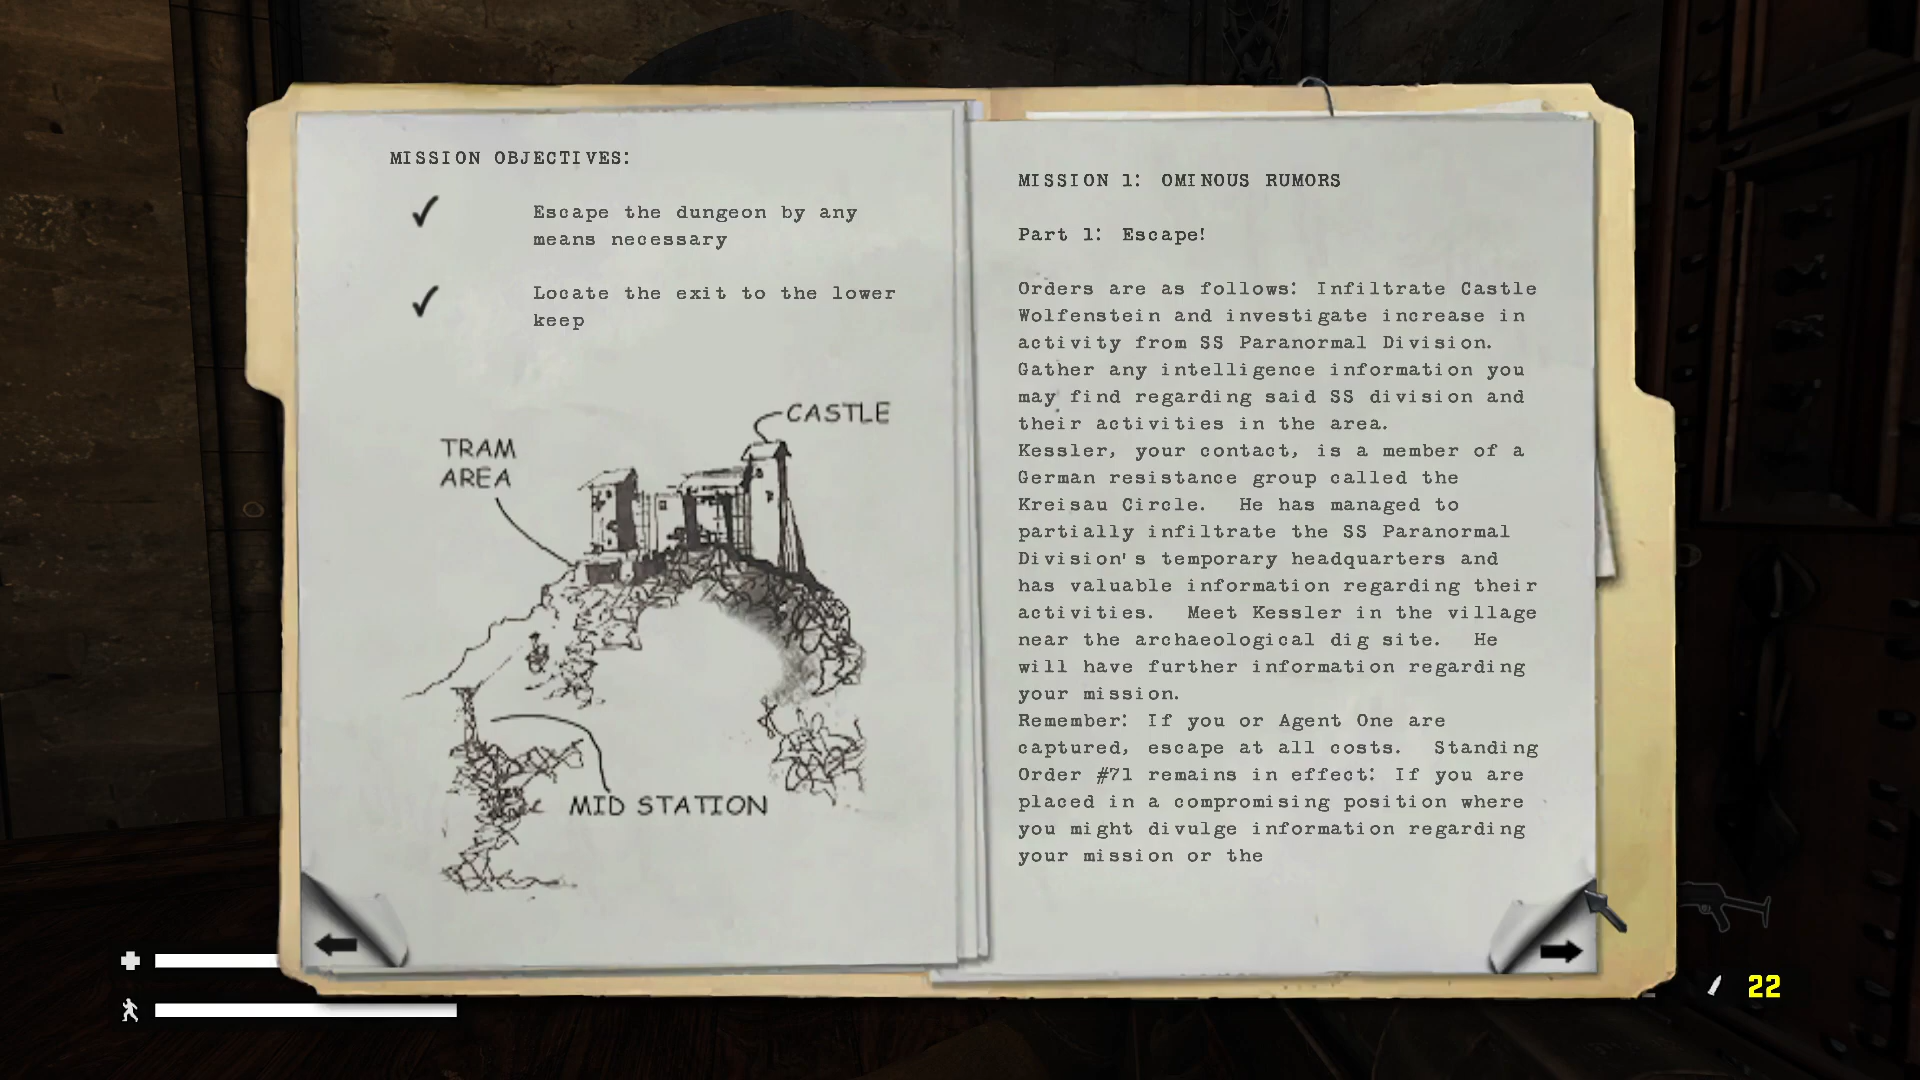 MISSION OBJECTIVES:
Escape the dungeon by any
means necessary
Locate the exit to the lower
keep
CASTLE
TRAM
AREA
MID STATION
MISSION 1: OMINOUS RUMORS
Part 1: Escape!
Orders are as follows: Infiltrate Castle
Wolfenstein and investigate increase in
activity from SS Paranormal Division.
Gather any intelligence information you
may find regarding said SS division and
their activities in the area.
Kessler, your contact, is a member of a
German resistance group called the
Kreisau Circle. He has managed to
partially infiltrate the SS Paranormal
Division's temporary headquarters and
has valuable information regarding their
activities. Meet Kessler in the village
near the archaeological dig site. He
will have further information regarding
your mission.
Remember: If you or Agent One are
captured, escape at all costs. Standing
Order #71 remains in effect: If you are
placed in a compromising position where
you might divulge information regarding
your mission or the
22